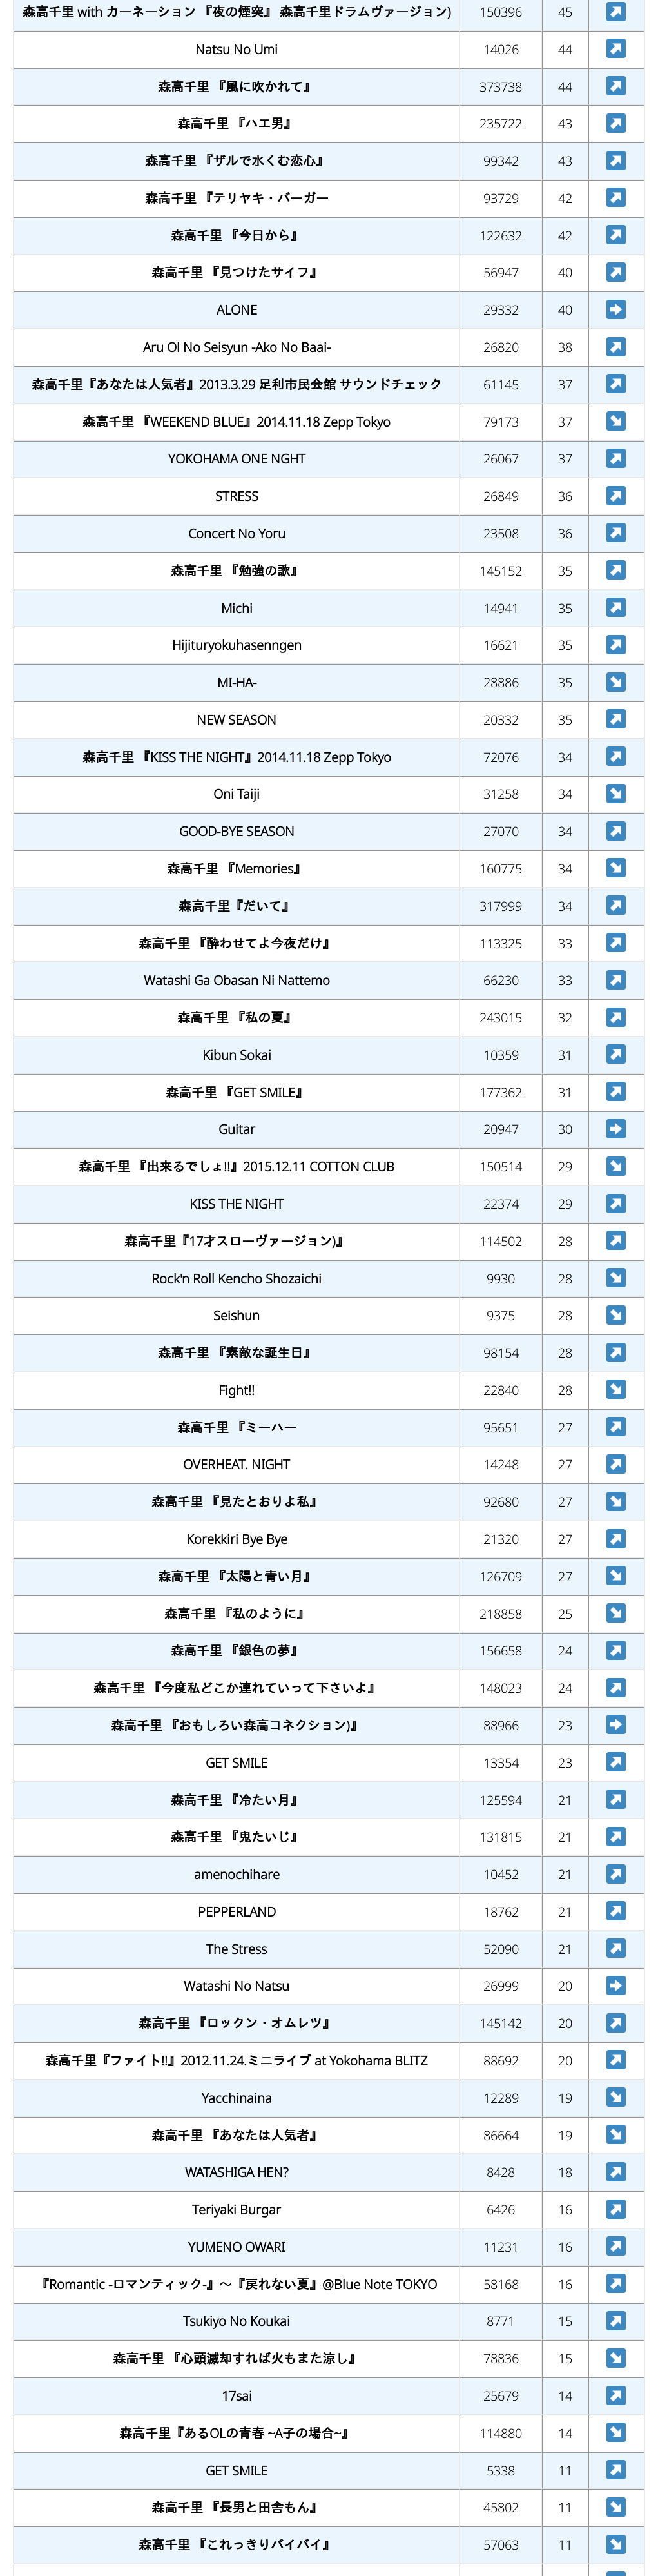 森高千里 with カーネーション 『夜の煙突』 森高千里ドラムヴァージョン) 150396 45
Natsu No Umi 14026 44
森高千里 『風に吹かれて』 373738 44
森高千里 『ハエ男』 235722 43
森高千里 『ザルで水くむ恋心』 99342 43
森高千里 『テリヤキ・バーガー 93729 42
森高千里 『今日から』 122632 42
森高千里 『見つけたサイフ』 56947 40
ALONE 29332 40
Aru Ol No Seisyun -Ako No Baai- 26820 38
森高千里『あなたは人気者』2013.3.29 足利市民会館 サウンドチェック 61145 37
森高千里 『WEEKEND BLUE』2014.11.18 Zepp Tokyo 79173 37
YOKOHAMA ONE NGHT 26067 37
STRESS 26849 36
Concert No Yoru 23508 36
森高千里 『勉強の歌』 145152 35
Michi 14941 35
Hijituryokuhasenngen 16621 35
MI-HA- 28886 35
NEW SEASON 20332 35
森高千里 『KISS THE NIGHT』2014.11.18 Zepp Tokyo 72076 34
Oni Taiji 31258 34
GOOD-BYE SEASON 27070 34
森高千里 『Memories』 160775 34
森高千里『だいて』 317999 34
森高千里 『酔わせてよ今夜だけ』 113325 33
Watashi Ga Obasan Ni Nattemo 66230 33
森高千里 『私の夏』 243015 32
Kibun Sokai 10359 31
森高千里 『GET SMILE』 177362 31
Guitar 20947 30
森高千里 『出来るでしょ!!』2015.12.11 COTTON CLUB 150514 29
KISS THE NIGHT 22374 29
森高千里『17才スローヴァージョン)』 114502 28
Rock'n Roll Kencho Shozaichi 9930 28
Seishun 9375 28
森高千里 『素敵な誕生日』 98154 28
Fight!! 22840 28
森高千里 『ミーハー 95651 27
OVERHEAT. NIGHT 14248 27
森高千里 『見たとおりよ私』 92680 27
Korekkiri Bye Bye 21320 27
森高千里 『太陽と青い月』 126709 27
森高千里 『私のように』 218858 25
森高千里 『銀色の夢』 156658 24
森高千里 『今度私どこか連れていって下さいよ』 148023 24
森高千里 『おもしろい森高コネクション)』 88966 23
GET SMILE 13354 23
森高千里 『冷たい月』 125594 21
森高千里 『鬼たいじ』 131815 21
amenochihare 10452 21
PEPPERLAND 18762 21
The Stress 52090 21
Watashi No Natsu 26999 20
森高千里 『ロックン・オムレツ』 145142 20
森高千里『ファイト!!』2012.11.24.ミニライブ at Yokohama BLITZ 88692 20
Yacchinaina 12289 19
森高千里 『あなたは人気者』 86664 19
WATASHIGA HEN? 8428 18
Teriyaki Burgar 6426 16
YUMENO OWARI 11231 16
『Romantic -ロマンティック-』～『戻れない夏』@Blue Note TOKYO 58168 16
Tsukiyo No Koukai 8771 15
森高千里 『心頭滅却すれば火もまた涼し』 78836 15
17sai 25679 14
森高千里『あるOLの青春 ~A子の場合~』 114880 14
GET SMILE 5338 11
森高千里 『長男と田舎もん』 45802 11
森高千里 『これっきりバイバイ』 57063 11